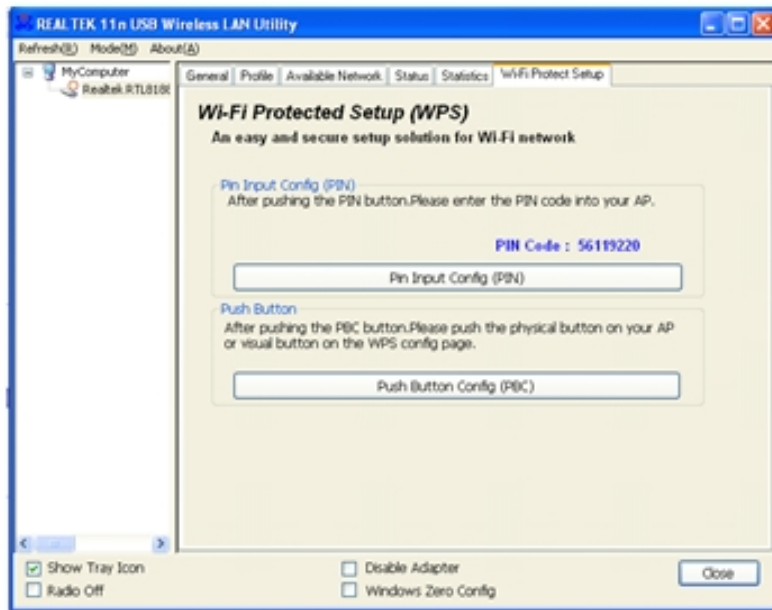 REALTEK 11n USB Wireless LAN Utility
Refresh(R) Mode(M) About(A)
MyComputer
Realtek RTL8188
General Profile Available Network Status Statistics Wi-Fi Protect Setup
Wi-Fi Protected Setup (WPS)
An easy and secure setup solution for Wi-Fi network
Pin Input Config (PIN)
After pushing the PIN button.Please enter the PIN code into your AP.
PIN Code : 56119220
Pin Input Config (PIN)
Push Button
After pushing the PBC button.Please push the physical button on your AP
or visual button on the WPS config page.
Push Button Config (PBC)
Show Tray Icon
Disable Adapter
Close
Radio Off
Windows Zero Config